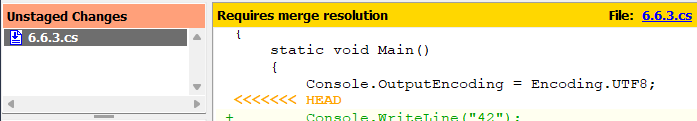 Unstaged Changes
6.6.3.cs
Requires merge resolution File: 6.6.3.cs
{
static void Main()
{
Console.OutputEncoding = Encoding.UTF8;
<<<<<<< HEAD
+ Console.WriteLine("42");